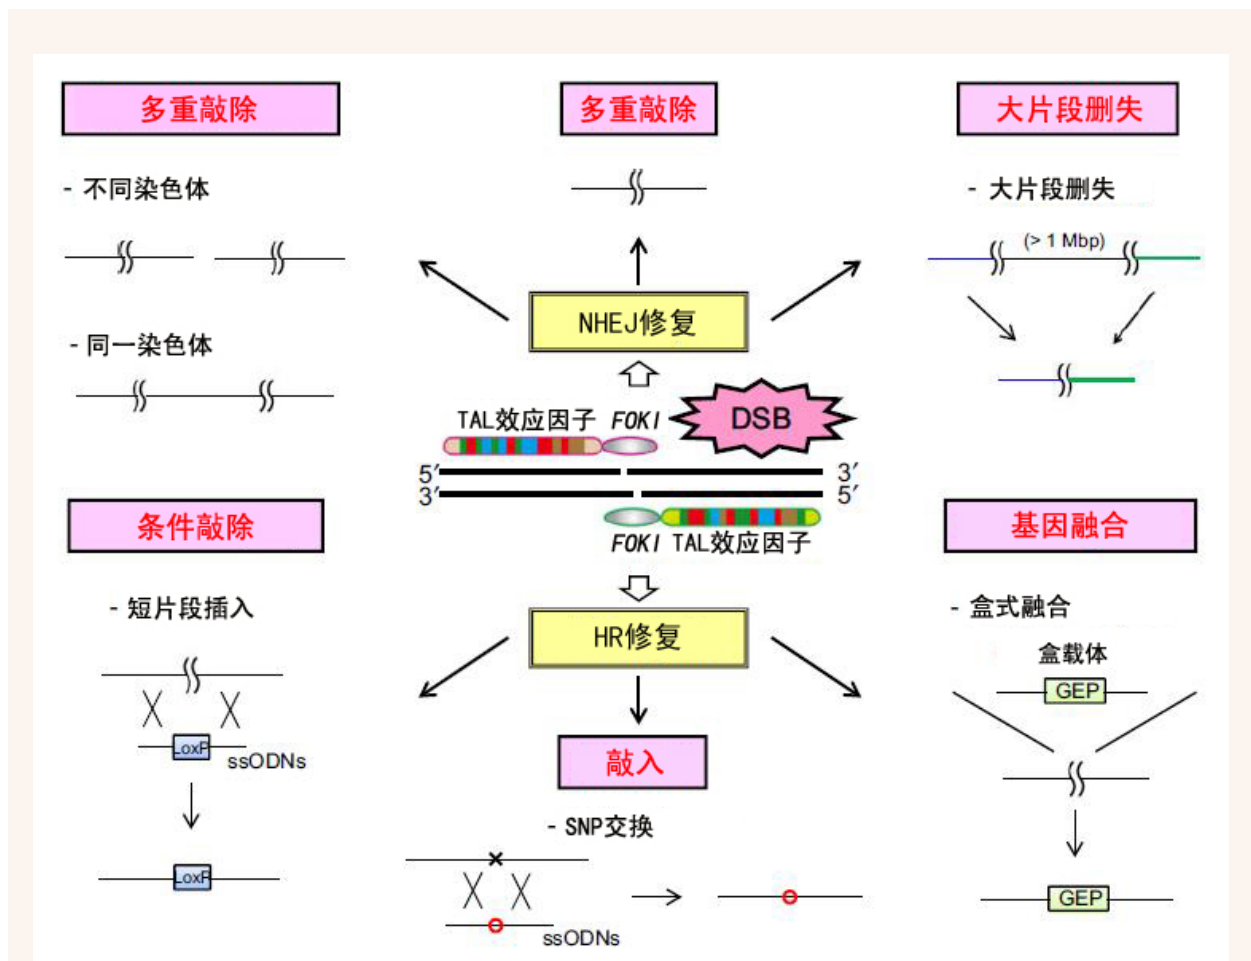 多重敲除
多重敲除
大片段删失
- 不同染色体
- 大片段删失
(> 1 Mbp)
NHEJ修复
- 同一染色体
TAL效应因子 FOKI
DSB
5′
3′
3′
5′
FOKI TAL效应因子
条件敲除
基因融合
- 短片段插入
HR修复
- 盒式融合
盒载体
GEP
LoxP
ssODNs
敲入
- SNP交换
LoxP
ssODNs
GEP